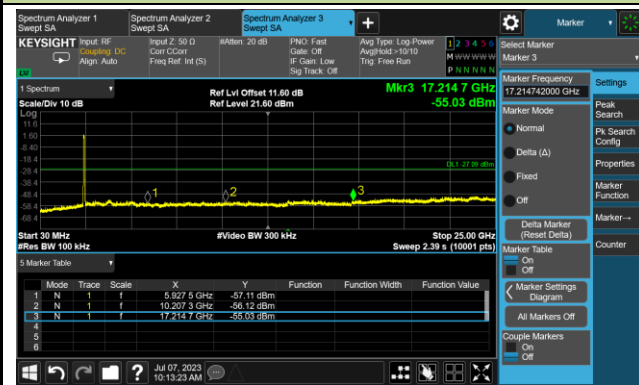 Spectrum Analyzer 1
Swept SA
Spectrum Analyzer 2
Swept SA
Spectrum Analyzer 3
Swept SA
Marker
KEYSIGHT
Input: RF
Coupling: DC
Align: Auto
Input Z: 50 Ω
Corr CCorr
Freq Ref: Int (S)
#Atten: 20 dB
PNO: Fast
Gate: Off
IF Gain: Low
Sig Track: Off
Avg Type: Log-Power
Avg|Hold:>10/10
Trig: Free Run
1 2 3 4 5 6
M W W W W W
P N N N N N
Select Marker
Marker 3
1 Spectrum
Scale/Div 10 dB
Log
Ref Lvl Offset 11.60 dB
Ref Level 21.60 dBm
Mkr3 17.214 7 GHz
-55.03 dBm
11.6
1.60
-8.40
-18.4
-28.4
-38.4
-48.4
-58.4
-68.4
DL1 -27.09 dBm
1
2
3
Start 30 MHz
#Res BW 100 kHz
#Video BW 300 kHz
Stop 25.00 GHz
Sweep 2.39 s (10001 pts)
5 Marker Table
Mode Trace Scale X Y Function Function Width Function Value
1 N 1 f 5.927 5 GHz -57.11 dBm
2 N 1 f 10.207 3 GHz -56.12 dBm
3 N 1 f 17.214 7 GHz -55.03 dBm
4
5
6
Marker Frequency
17.214742000 GHz
Marker Mode
Normal
Delta (Δ)
Fixed
Off
Delta Marker
(Reset Delta)
Marker Table
On
Off
Marker Settings
Diagram
All Markers Off
Couple Markers
On
Off
Settings
Peak
Search
Pk Search
Config
Properties
Marker
Function
Marker→
Counter
Jul 07, 2023
10:13:23 AM